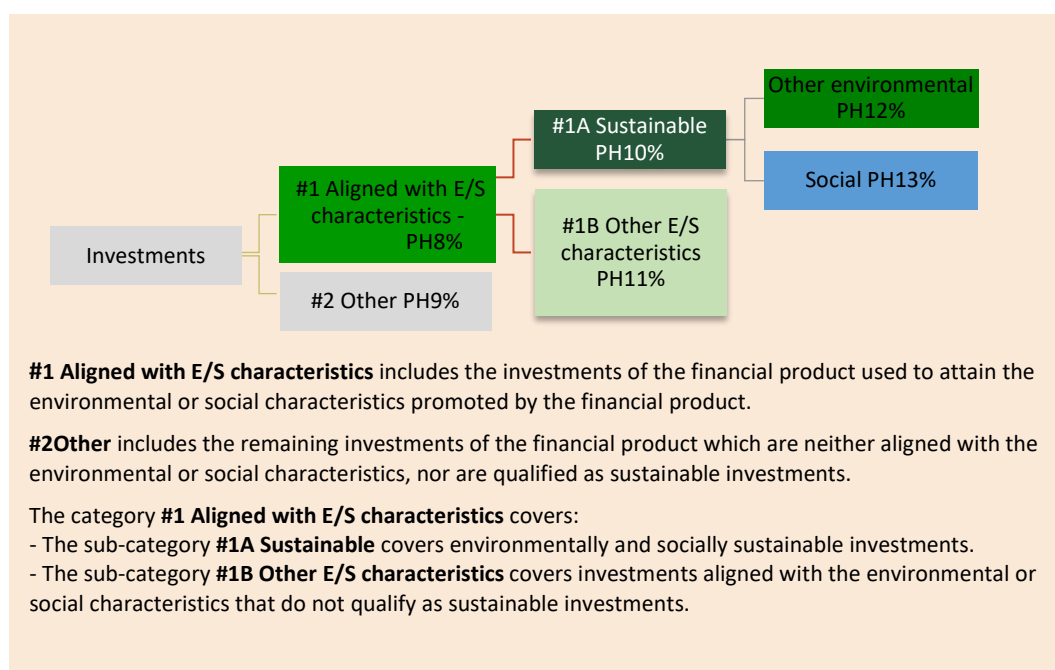 Other environmental
PH12%
#1A Sustainable
PH10%
Social PH13%
#1 Aligned with E/S
characteristics -
PH8%
#1B Other E/S
characteristics
PH11%
Investments
#2 Other PH9%
#1 Aligned with E/S characteristics includes the investments of the financial product used to attain the
environmental or social characteristics promoted by the financial product.
#2Other includes the remaining investments of the financial product which are neither aligned with the
environmental or social characteristics, nor are qualified as sustainable investments.
The category #1 Aligned with E/S characteristics covers:
- The sub-category #1A Sustainable covers environmentally and socially sustainable investments.
- The sub-category #1B Other E/S characteristics covers investments aligned with the environmental or
social characteristics that do not qualify as sustainable investments.